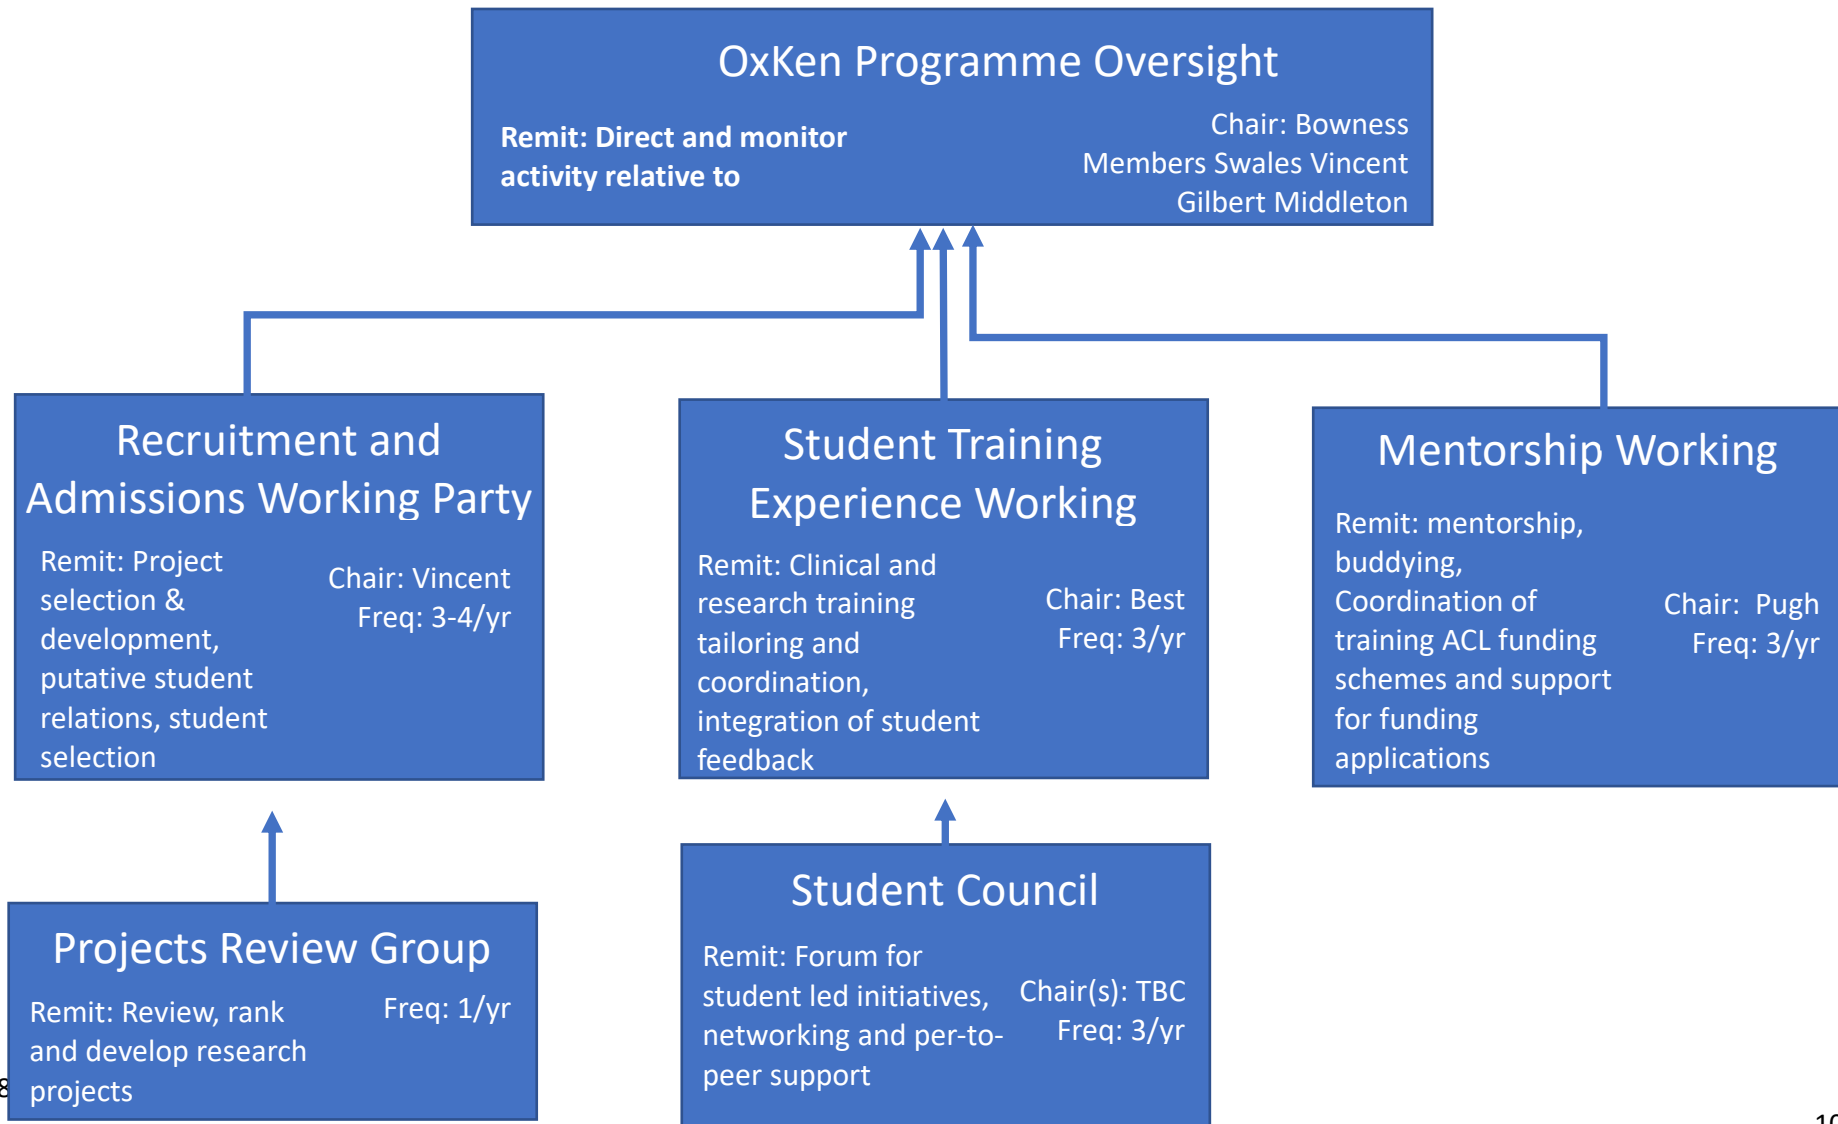 OxKen Programme Oversight
Remit: Direct and monitor
activity relative to
Chair: Bowness
Members Swales Vincent
Gilbert Middleton
Recruitment and
Admissions Working Party
Remit: Project
selection &
development,
putative student
relations, student
selection
Chair: Vincent
Freq: 3-4/yr
Student Training
Experience Working
Remit: Clinical and
research training
tailoring and
coordination,
integration of student
feedback
Chair: Best
Freq: 3/yr
Mentorship Working
Remit: mentorship,
buddying,
Coordination of
training ACL funding
schemes and support
for funding
applications
Chair:  Pugh
Freq: 3/yr
Projects Review Group
Remit: Review, rank
and develop research
projects
Freq: 1/yr
Student Council
Remit: Forum for
student led initiatives,
networking and per-to-
peer support
Chair(s): TBC
Freq: 3/yr
8
10